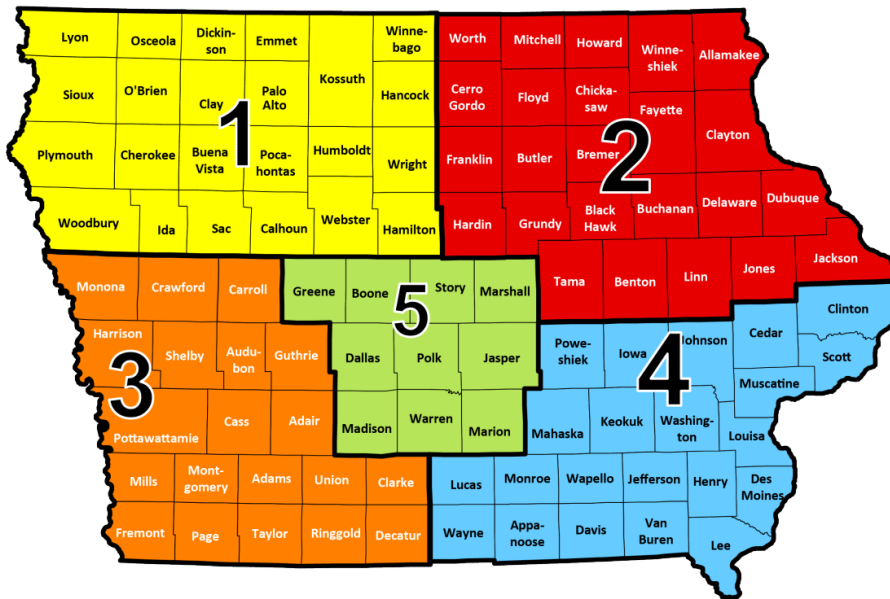 Lyon
Osceola
Dickin-
son
Emmet
Winne-
bago
Kossuth
Sioux
O'Brien
Clay
Palo
Alto
Hancock
1
Plymouth
Cherokee
Buena
Vista
Poca-
hontas
Humboldt
Wright
Woodbury
Ida
Sac
Calhoun
Webster
Hamilton
Worth
Mitchell
Howard
Winne-
shiek
Allamakee
Cerro
Gordo
Floyd
Chicka-
saw
Fayette
Clayton
2
Franklin
Butler
Bremer
Hardin
Grundy
Black
Hawk
Buchanan
Delaware
Dubuque
Tama
Benton
Linn
Jones
Jackson
Monona
Crawford
Carroll
Harrison
Shelby
Audu-
bon
Guthrie
3
Pottawattamie
Cass
Adair
Mills
Mont-
gomery
Adams
Union
Clarke
Fremont
Page
Taylor
Ringgold
Decatur
Greene
Boone
Story
Marshall
5
Dallas
Polk
Jasper
Madison
Warren
Marion
Clinton
Cedar
Scott
Powe-
shiek
Iowa
Johnson
4
Muscatine
Mahaska
Keokuk
Washing-
ton
Louisa
Lucas
Monroe
Wapello
Jefferson
Henry
Des
Moines
Wayne
Appa-
noose
Davis
Van
Buren
Lee